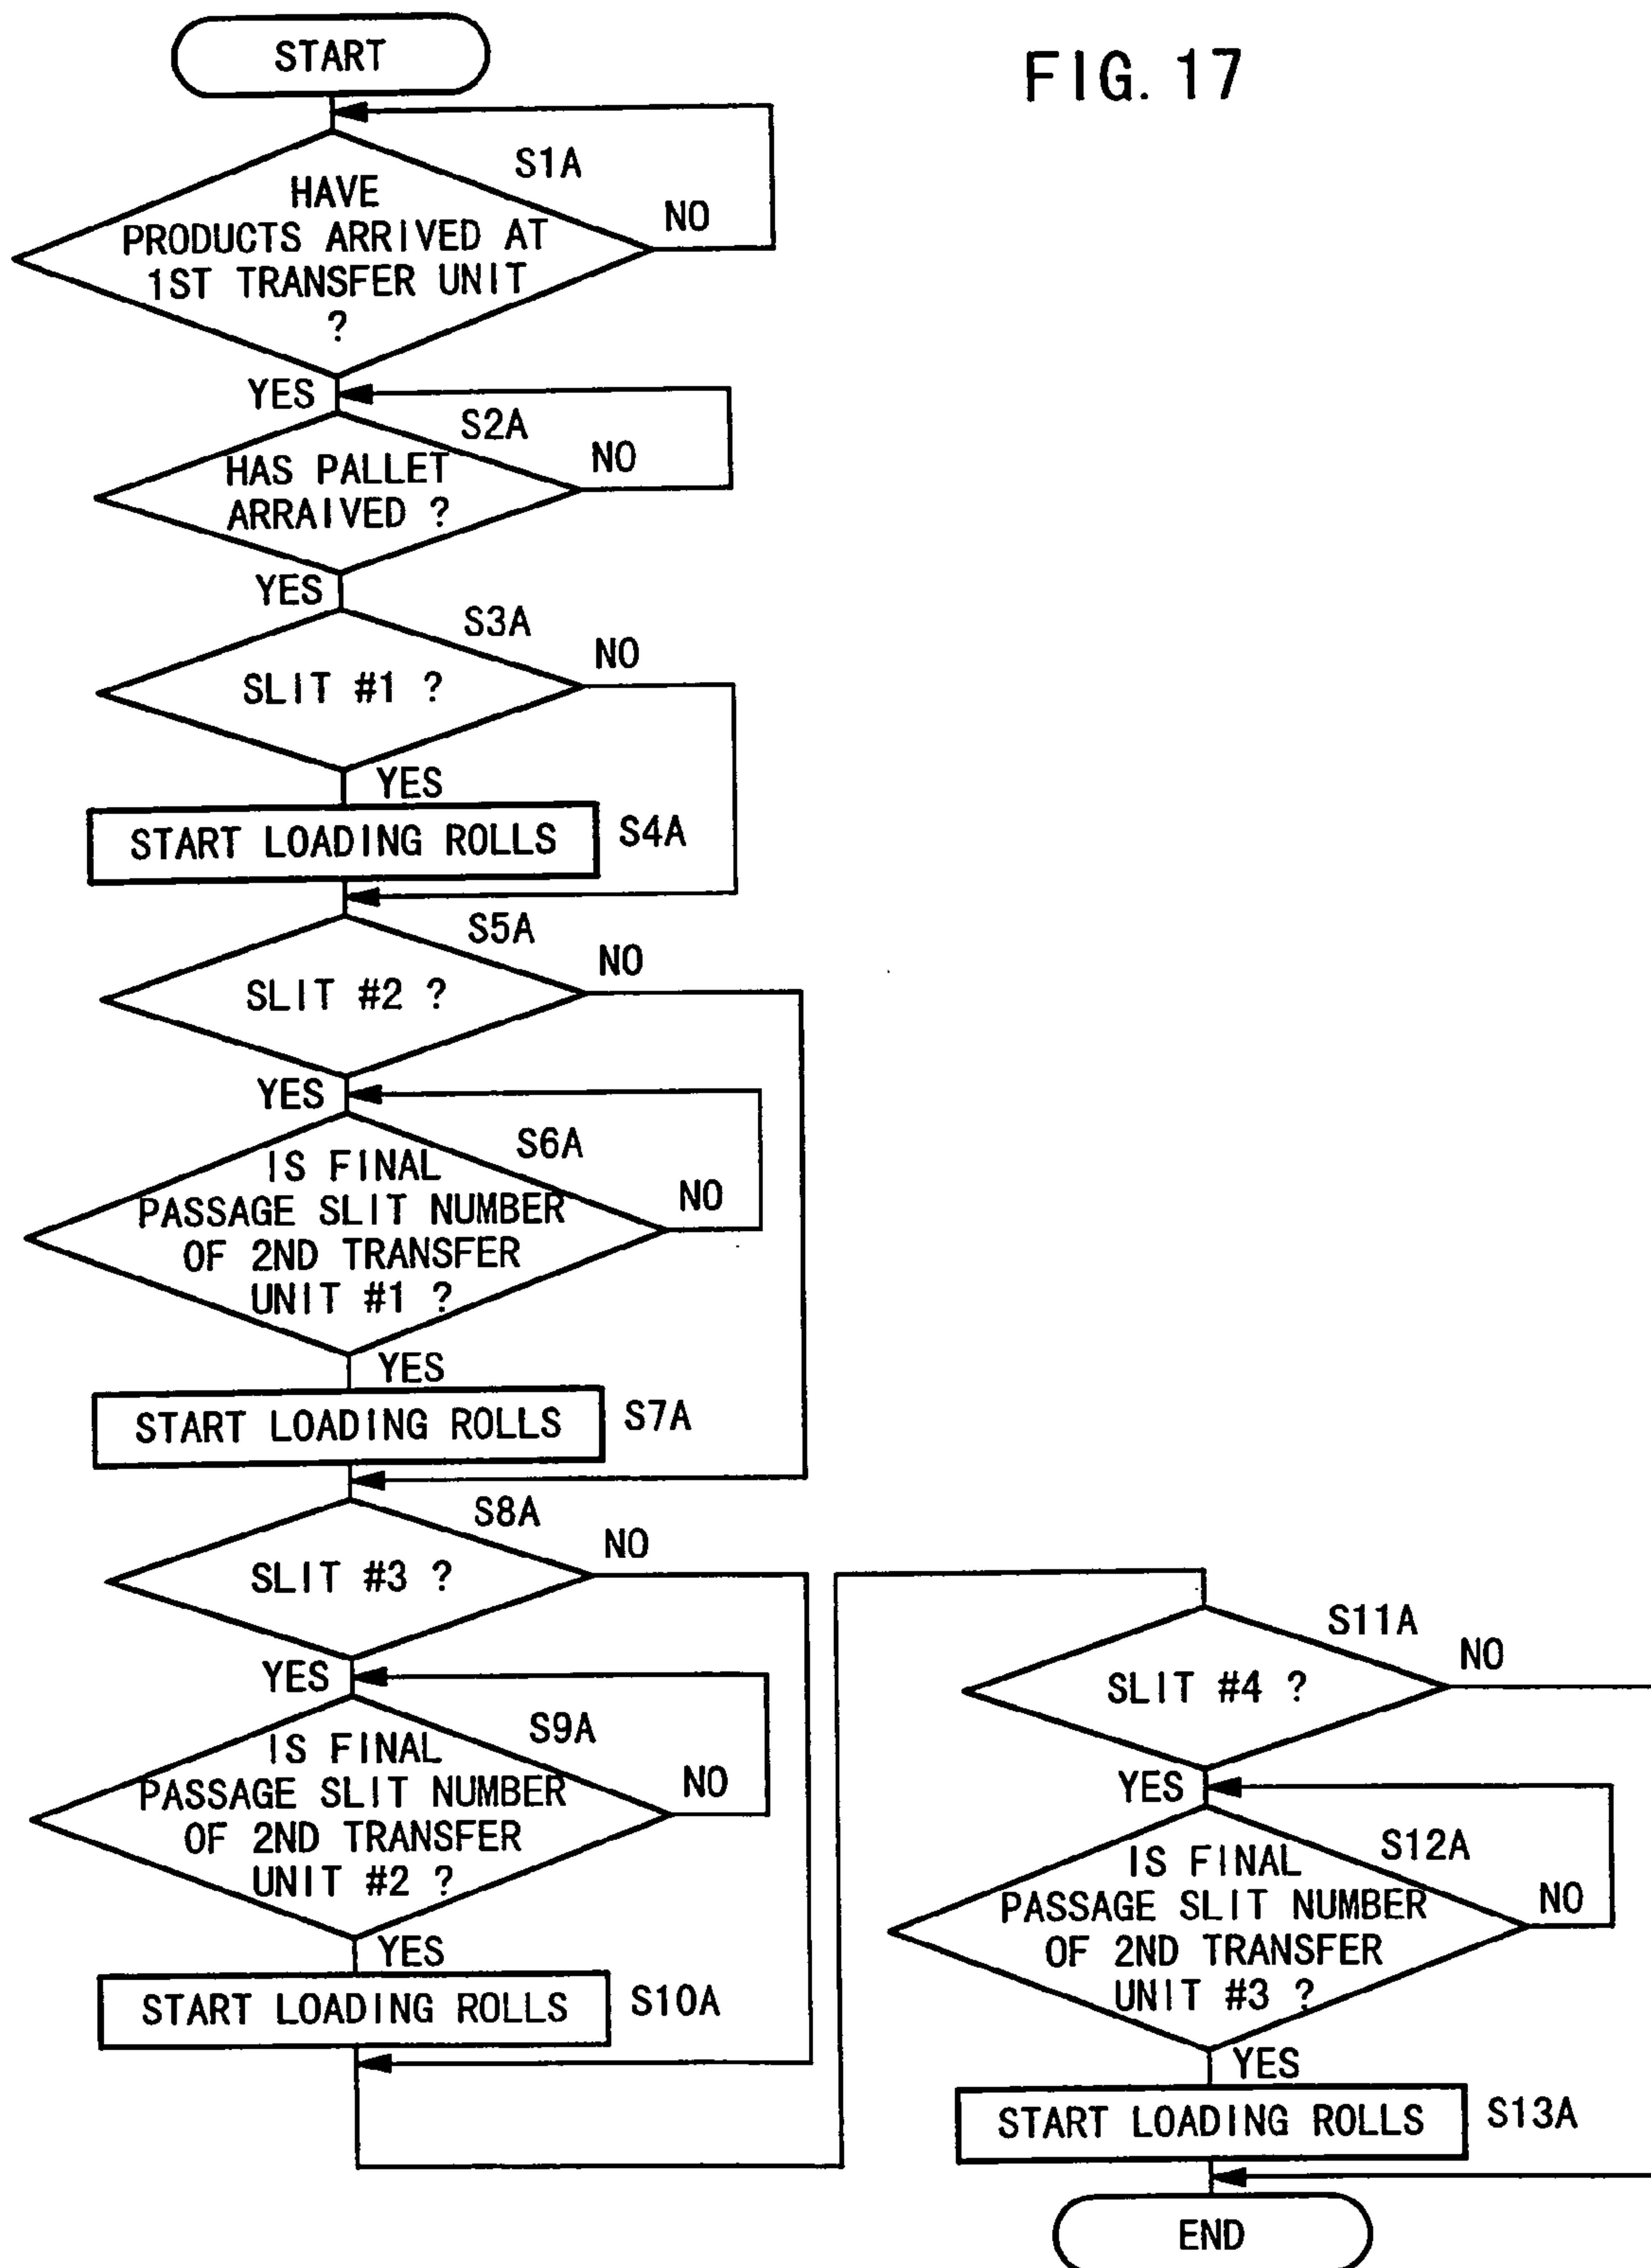 FIG. 17
START
S1A
HAVE
PRODUCTS ARRIVED AT
1ST TRANSFER UNIT
?
NO
YES
S2A
HAS PALLET
ARRAIVED ?
NO
YES
S3A
SLIT #1 ?
NO
YES
START LOADING ROLLS
S4A
S5A
SLIT #2 ?
NO
YES
S6A
IS FINAL
PASSAGE SLIT NUMBER
OF 2ND TRANSFER
UNIT #1 ?
NO
YES
START LOADING ROLLS
S7A
S8A
SLIT #3 ?
NO
YES
S9A
IS FINAL
PASSAGE SLIT NUMBER
OF 2ND TRANSFER
UNIT #2 ?
NO
YES
START LOADING ROLLS
S10A
S11A
SLIT #4 ?
NO
YES
S12A
IS FINAL
PASSAGE SLIT NUMBER
OF 2ND TRANSFER
UNIT #3 ?
NO
YES
START LOADING ROLLS
S13A
END